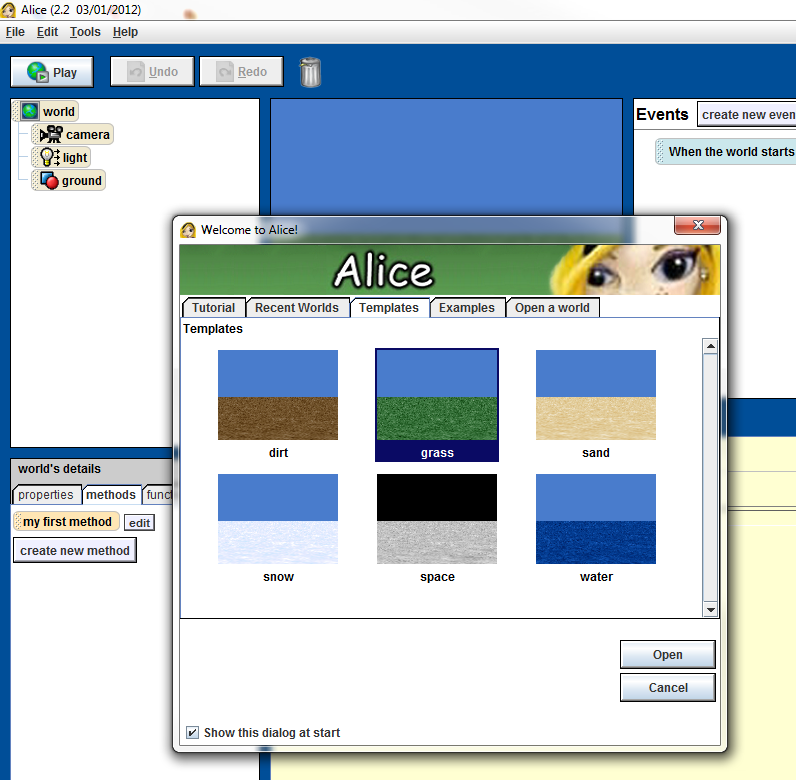 Alice (2.2 03/01/2012)
File Edit Tools Help
Play Undo Redo
world
camera
light
ground
Events create new even
When the world starts
Welcome to Alice!
Alice
Tutorial Recent Worlds Templates Examples Open a world
Templates
dirt grass sand
snow space water
Open
Cancel
Show this dialog at start
world's details
properties methods funct
my first method edit
create new method